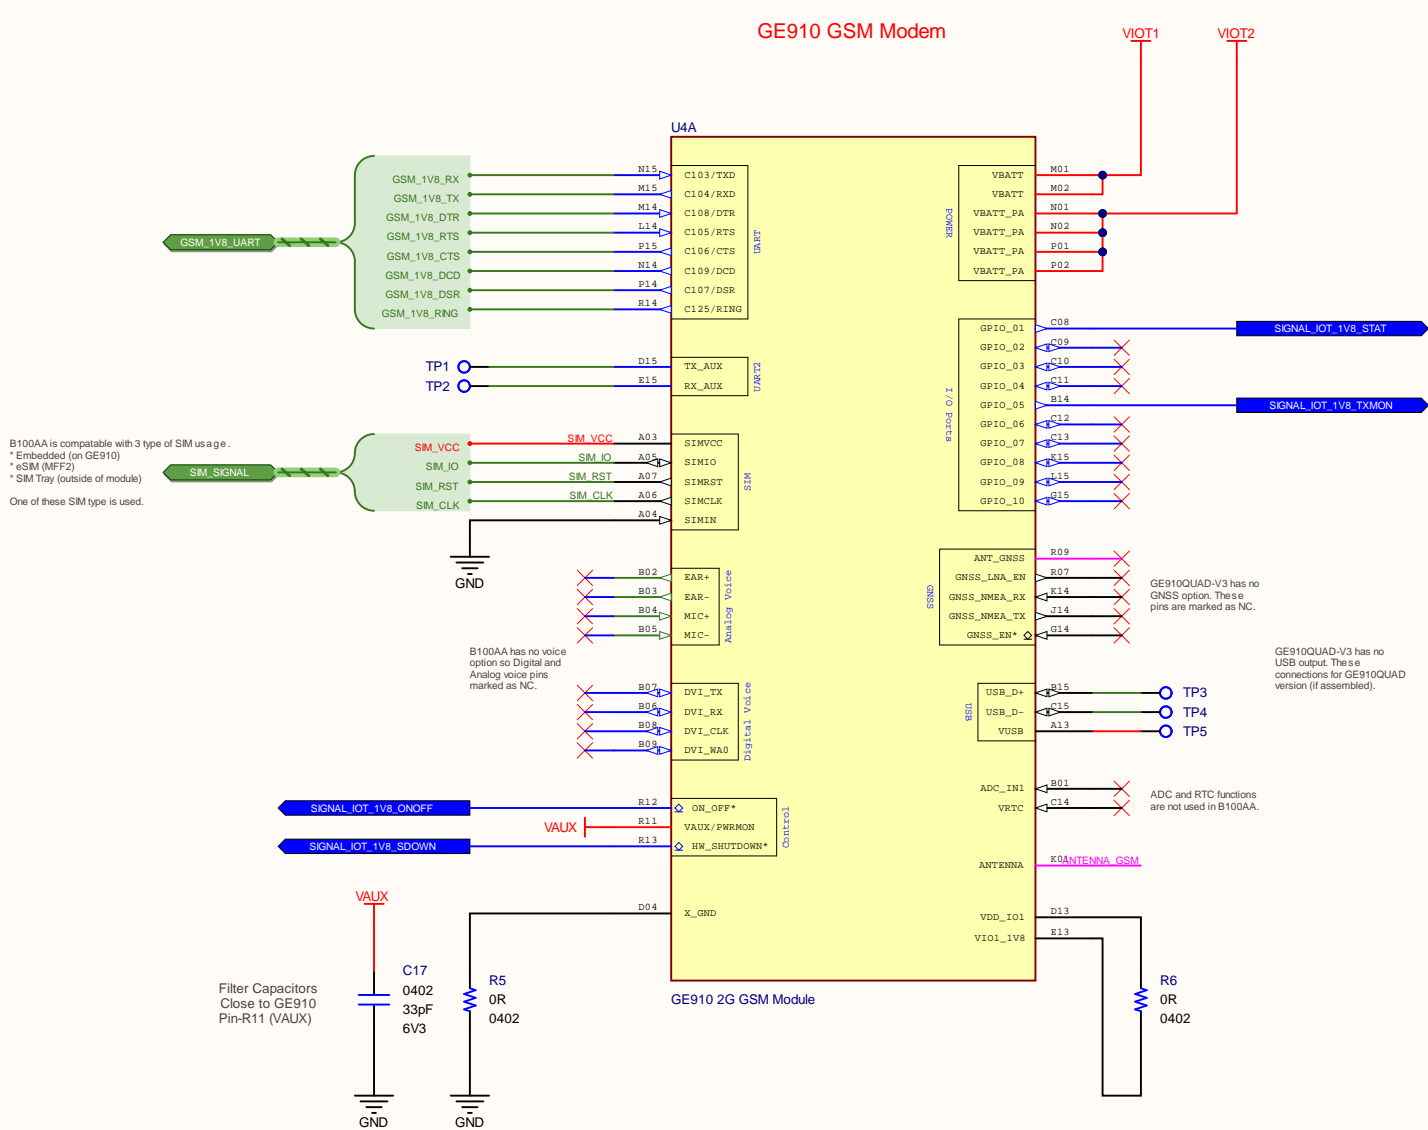 GE910 GSM Modem
VIOT1
VIOT2
U4A
GSM_1V8_UART
GSM_1V8_RX
GSM_1V8_TX
GSM_1V8_DTR
GSM_1V8_RTS
GSM_1V8_CTS
GSM_1V8_DCD
GSM_1V8_DSR
GSM_1V8_RING
N15 C103/TXD
M15 C104/RXD
M14 C108/DTR
L14 C105/RTS
P15 C106/CTS
N14 C109/DCD
P14 C107/DSR
R14 C125/RING
UART
VBATT M01
VBATT M02
VBATT_PA N01
VBATT_PA N02
VBATT_PA P01
VBATT_PA P02
POWER
TP1 D15 TX_AUX
TP2 E15 RX_AUX
UART2
GPIO_01 C08 SIGNAL_IOT_1V8_STAT
GPIO_02 C09
GPIO_03 C10
GPIO_04 C11
GPIO_05 B14 SIGNAL_IOT_1V8_TXMON
GPIO_06 C12
GPIO_07 C13
GPIO_08 K15
GPIO_09 L15
GPIO_10 G15
I/O Ports
B100AA is compatable with 3 type of SIM usage.
* Embedded (on GE910)
* eSIM (MFF2)
* SIM Tray (outside of module)
One of these SIM type is used.
SIM_SIGNAL
SIM_VCC SIM_VCC A03 SIMVCC
SIM_IO SIM_IO A05 SIMIO
SIM_RST SIM_RST A07 SIMRST
SIM_CLK SIM_CLK A06 SIMCLK
A04 SIMIN
SIM
GND
B02 EAR+
B03 EAR-
B04 MIC+
B05 MIC-
Analog Voice
ANT_GNSS R09
GNSS_LNA_EN R07
GNSS_NMEA_RX K14
GNSS_NMEA_TX J14
GNSS_EN* G14
GNSS
GE910QUAD-V3 has no
GNSS option. These
pins are marked as NC.
B100AA has no voice
option so Digital and
Analog voice pins
marked as NC.
GE910QUAD-V3 has no
USB output. These
connections for GE910QUAD
version (if assembled).
B07 DVI_TX
B06 DVI_RX
B08 DVI_CLK
B09 DVI_WA0
Digital Voice
USB_D+ B15 TP3
USB_D- C15 TP4
VUSB A13 TP5
USB
ADC_IN1 B01
VRTC C14
ADC and RTC functions
are not used in B100AA.
SIGNAL_IOT_1V8_ONOFF R12 ON_OFF*
VAUX R11 VAUX/PWRMON
SIGNAL_IOT_1V8_SDOWN R13 HW_SHUTDOWN*
Control
ANTENNA K01 ANTENNA_GSM
VAUX
D04 X_GND
VDD_IO1 D13
VIO1_1V8 E13
GE910 2G GSM Module
Filter Capacitors
Close to GE910
Pin-R11 (VAUX)
C17
0402
33pF
6V3
R5
0R
0402
R6
0R
0402
GND
GND